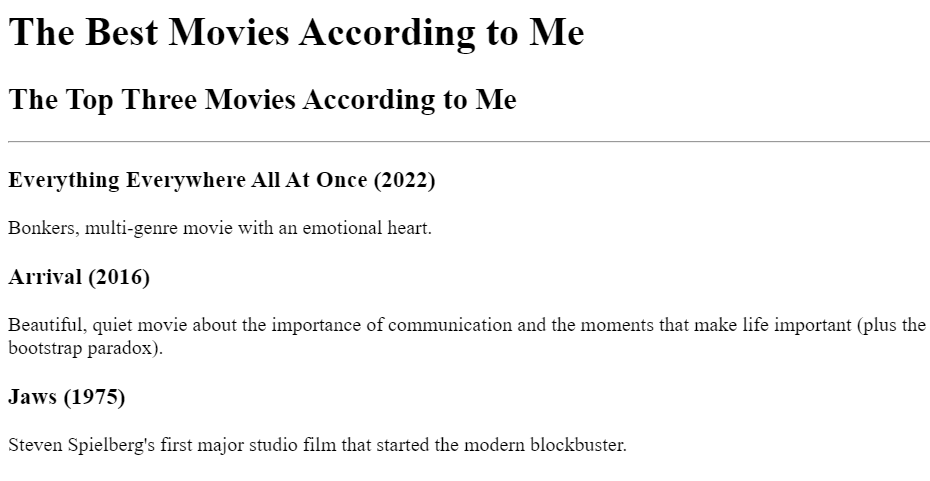 The Best Movies According to Me
The Top Three Movies According to Me
Everything Everywhere All At Once (2022)
Bonkers, multi-genre movie with an emotional heart.
Arrival (2016)
Beautiful, quiet movie about the importance of communication and the moments that make life important (plus the
bootstrap paradox).
Jaws (1975)
Steven Spielberg's first major studio film that started the modern blockbuster.